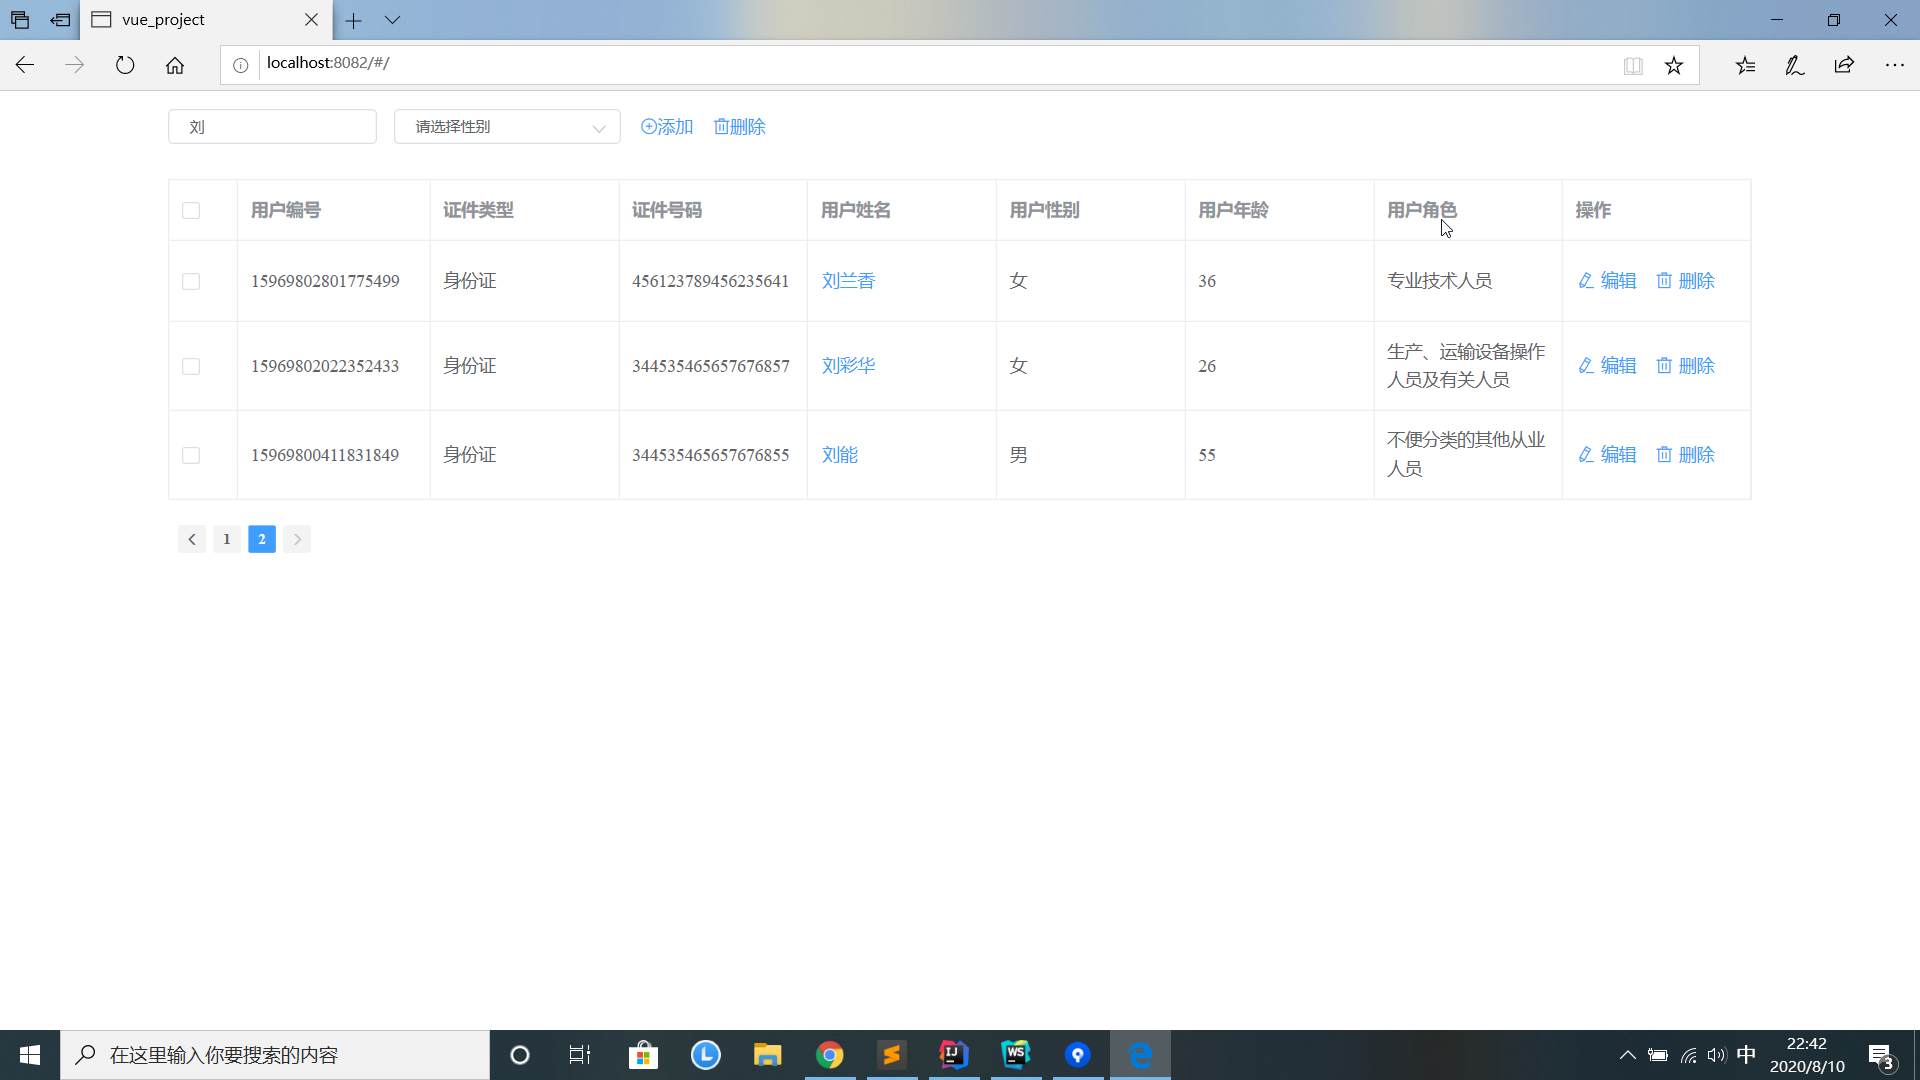 vue_project
localhost:8082/#/
刘
请选择性别
添加
删除
用户编号 证件类型 证件号码 用户姓名 用户性别 用户年龄 用户角色 操作
15969802801775499 身份证 456123789456235641 刘兰香 女 36 专业技术人员 编辑 删除
15969802022352433 身份证 344535465657676857 刘彩华 女 26 生产、运输设备操作
人员及有关人员 编辑 删除
15969800411831849 身份证 344535465657676855 刘能 男 55 不便分类的其他从业
人员 编辑 删除
1 2
在这里输入你要搜索的内容
IJ
WS
中
22:42
2020/8/10
3